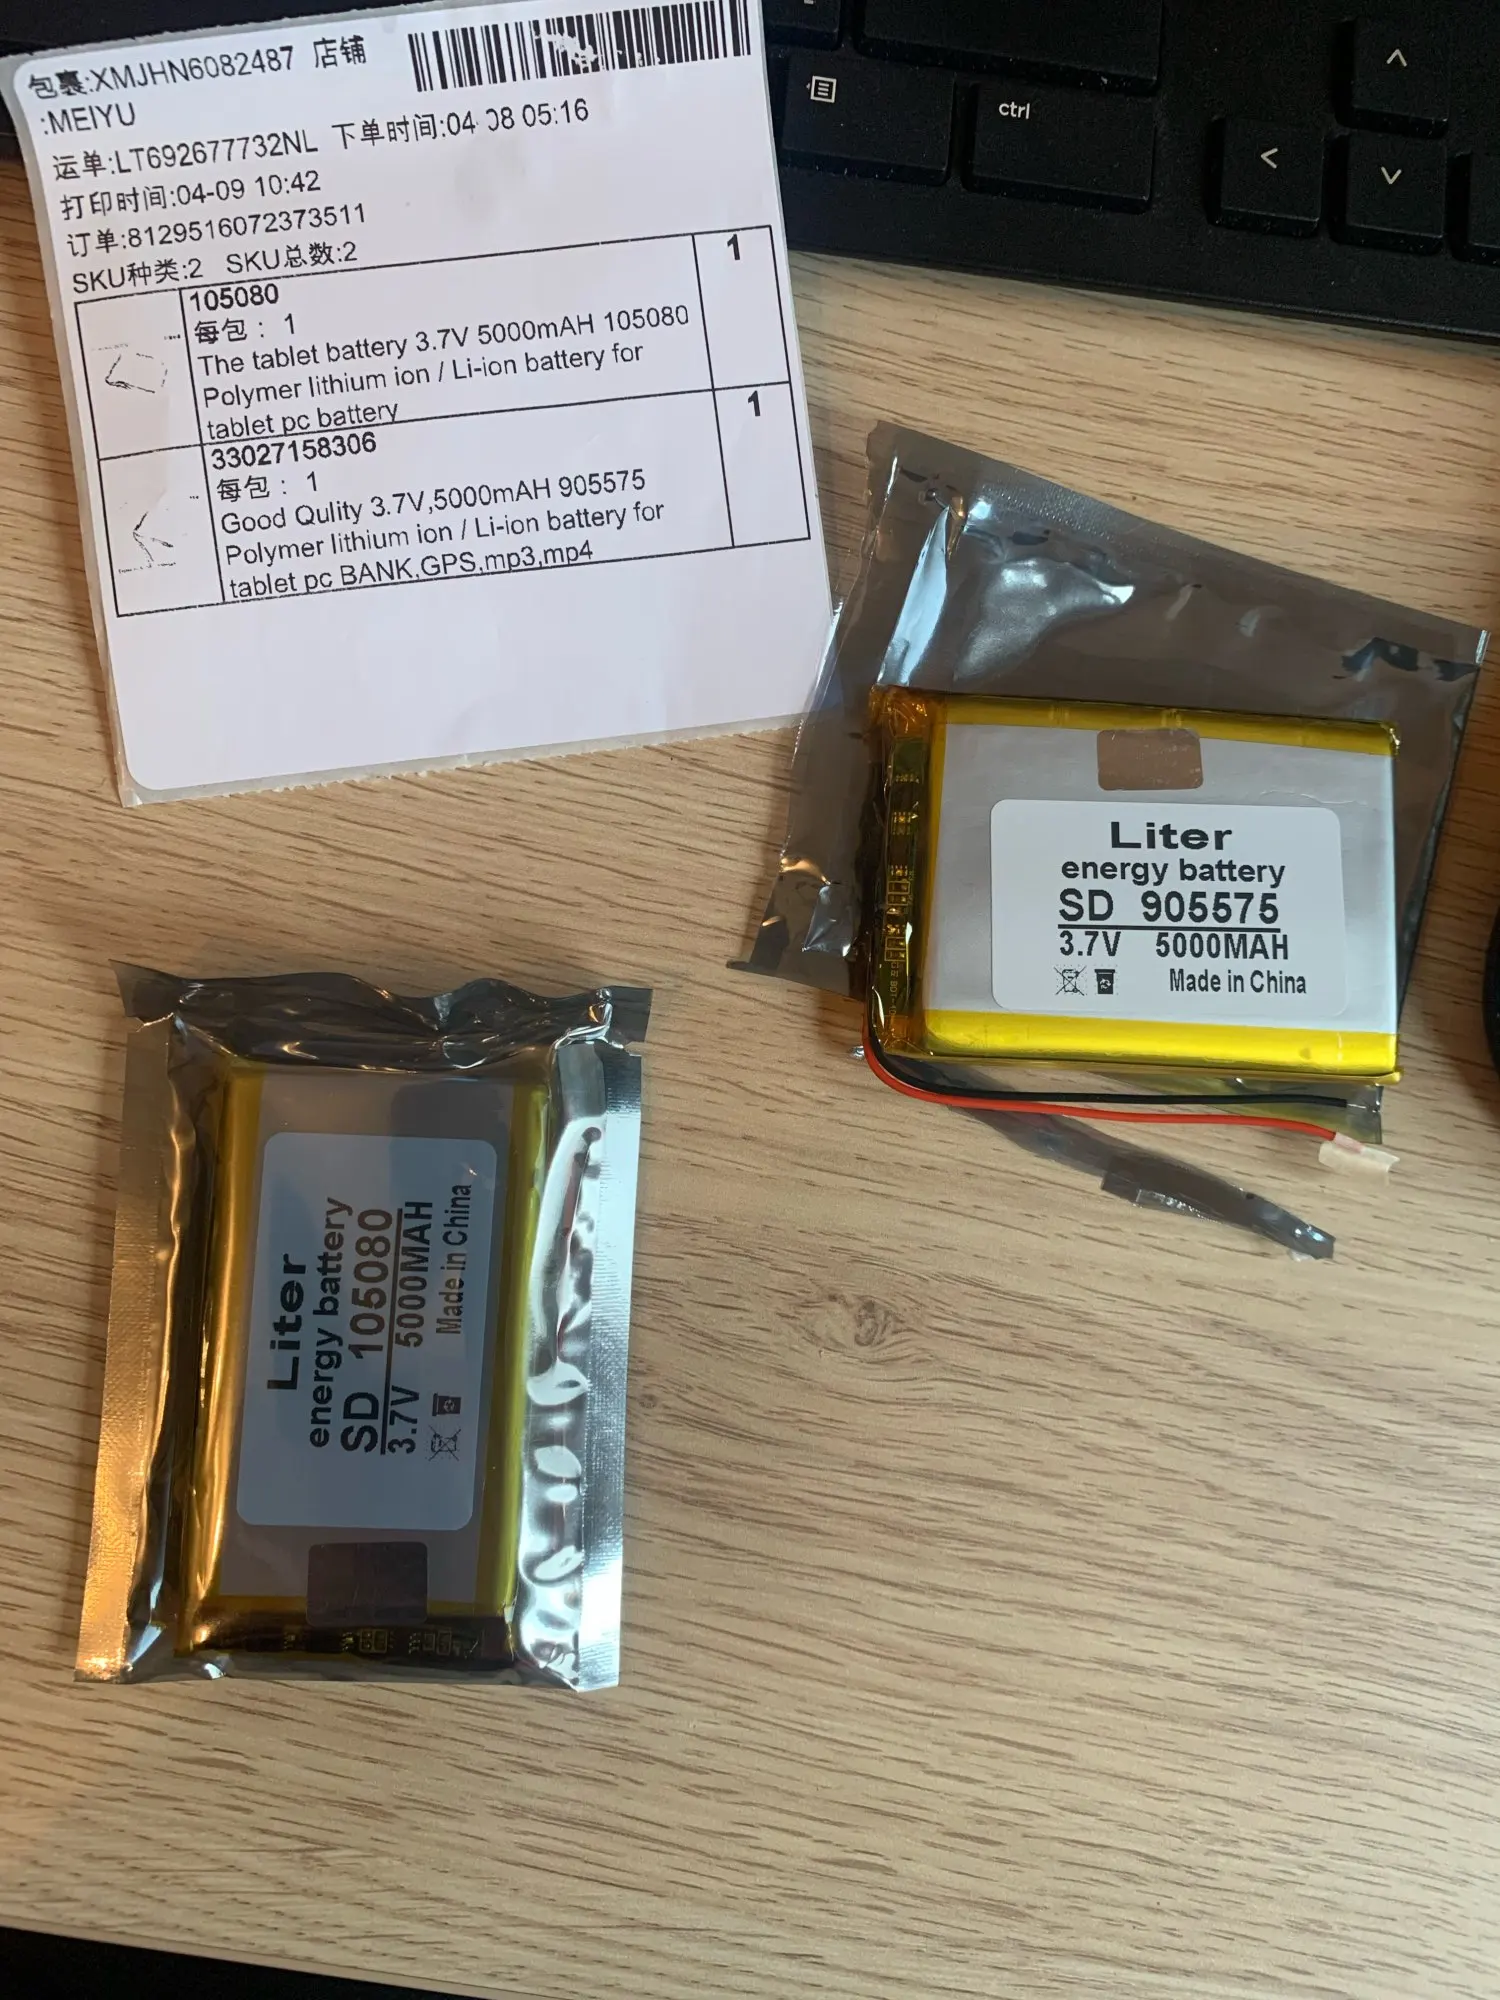 包裹:XMJHN6082487 店铺
:MEIYU
运单:LT692677732NL 下单时间:04-08 05:16
打印时间:04-09 10:42
订单:8129516072373511
SKU种类:2 SKU总数:2
105080
1
每包： 1
The tablet battery 3.7V 5000mAH 105080
Polymer lithium ion / Li-ion battery for
tablet pc battery
33027158306
1
每包： 1
Good Qulity 3.7V,5000mAH 905575
Polymer lithium ion / Li-ion battery for
tablet pc BANK,GPS,mp3,mp4
ctrl
Liter
energy battery
SD 905575
3.7V 5000MAH
Made in China
Liter
energy battery
SD 105080
3.7V 5000MAH
Made in China